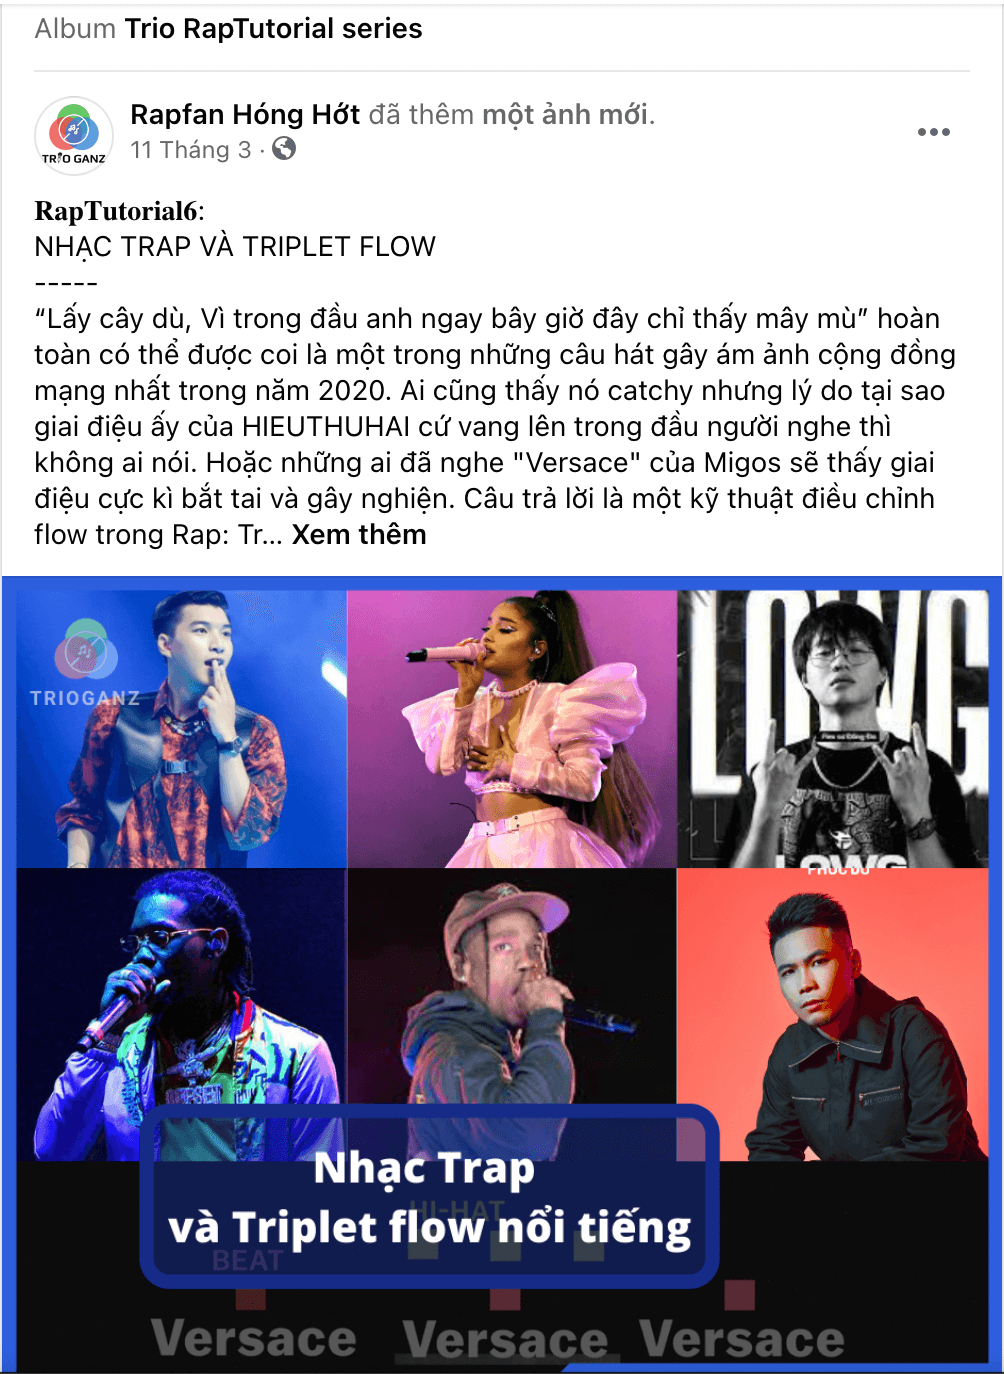 Album Trio RapTutorial series
Rapfan Hóng Hớt đã thêm một ảnh mới.
TRIO GANZ
11 Tháng 3 ·
RapTutorial6:
NHẠC TRAP VÀ TRIPLET FLOW
-----
“Lấy cây dù, Vì trong đầu anh ngay bây giờ đây chỉ thấy mây mù” hoàn
toàn có thể được coi là một trong những câu hát gây ám ảnh cộng đồng
mạng nhất trong năm 2020. Ai cũng thấy nó catchy nhưng lý do tại sao
giai điệu ấy của HIEUTHUHAI cứ vang lên trong đầu người nghe thì
không ai nói. Hoặc những ai đã nghe "Versace" của Migos sẽ thấy giai
điệu cực kì bắt tai và gây nghiện. Câu trả lời là một kỹ thuật điều chỉnh
flow trong Rap: Tr... Xem thêm
TRIOGANZ
LOWG
LOWG
Nhạc Trap
và Triplet flow nổi tiếng
HI-HAT
BEAT
Versace Versace Versace